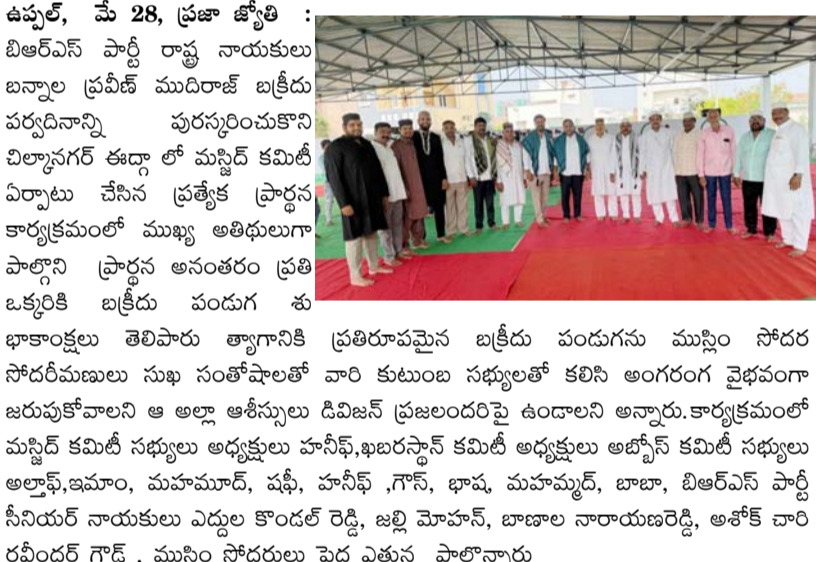 ఉప్పల్, మే 28, ప్రజా జ్యోతి :
బిఆర్ఎస్ పార్టీ రాష్ట్ర నాయకులు
బన్నాల ప్రవీణ్ ముదిరాజ్ బక్రీదు
పర్వదినాన్ని పురస్కరించుకొని
చిల్కానగర్ ఈద్గా లో మస్జిద్ కమిటీ
ఏర్పాటు చేసిన ప్రత్యేక ప్రార్థన
కార్యక్రమంలో ముఖ్య అతిథులుగా
పాల్గొని ప్రార్థన అనంతరం ప్రతి
ఒక్కరికి బక్రీదు పండుగ శు
భాకాంక్షలు తెలిపారు త్యాగానికి ప్రతిరూపమైన బక్రీదు పండుగను ముస్లిం సోదర
సోదరీమణులు సుఖ సంతోషాలతో వారి కుటుంబ సభ్యులతో కలిసి అంగరంగ వైభవంగా
జరుపుకోవాలని ఆ అల్లా ఆశీస్సులు డివిజన్ ప్రజలందరిపై ఉండాలని అన్నారు.కార్యక్రమంలో
మస్జిద్ కమిటీ సభ్యులు అధ్యక్షులు హనీఫ్,ఖబరస్థాన్ కమిటీ అధ్యక్షులు అబ్బోస్ కమిటీ సభ్యులు
అల్తాఫ్,ఇమాం, మహమూద్, షఫీ, హనీఫ్ ,గౌస్, భాష, మహమ్మద్, బాబా, బిఆర్ఎస్ పార్టీ
సీనియర్ నాయకులు ఎద్దుల కొండల్ రెడ్డి, జల్లి మోహన్, బాణాల నారాయణరెడ్డి, అశోక్ చారి
రవీందర్ గౌడ్ , ముస్లిం సోదరులు పెద్ద ఎత్తున పాల్గొన్నారు